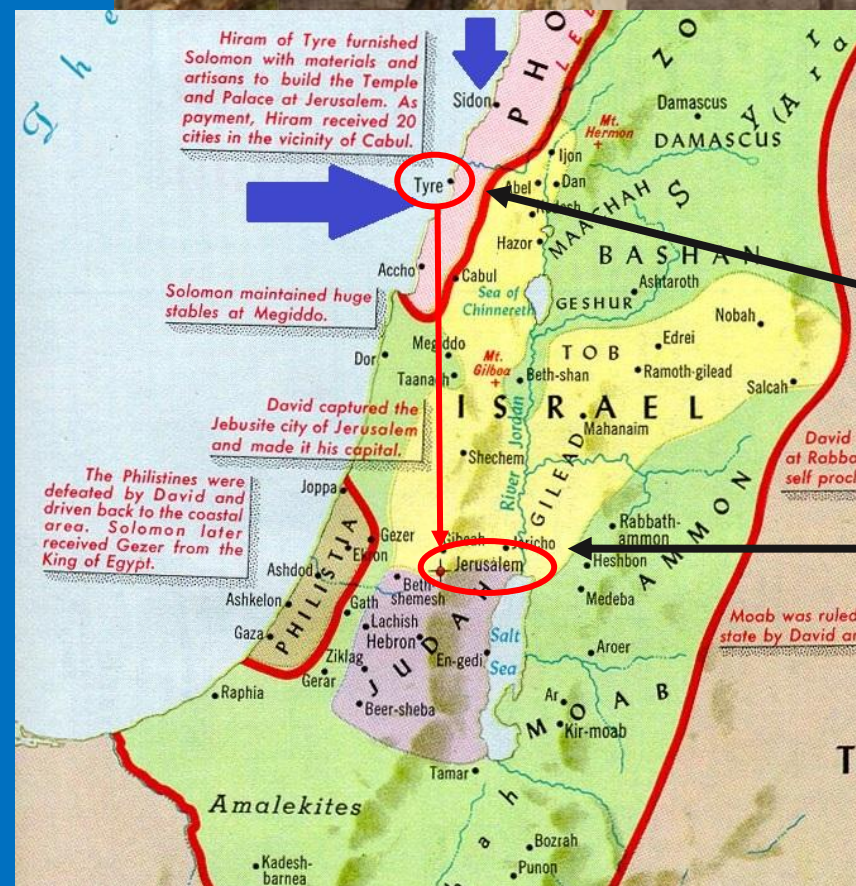 The
Hiram of Tyre furnished
Solomon with materials and
artisans to build the Temple
and Palace at Jerusalem. As
payment, Hiram received 20
cities in the vicinity of Cabul.
PHO
Sidon
ZO
Damascus
Mt.
Hermon
DAMASCUS
Ijon
Tyre
Abel
Dan
MAACHAH
S
Hazor
BASHAN
Accho
Cabul
Sea of
Chinnereth
Ashtaroth
GESHUR
Solomon maintained huge
stables at Megiddo.
Nobah
Dor
Megiddo
Mt.
Gilboa
TOB
Edrei
Taanach
Beth-shan
Ramoth-gilead
Salcah
David captured the
Jebusite city of Jerusalem
and made it his capital.
ISRAEL
Mahanaim
River Jordan
GILEAD
Shechem
David
at Rabba
self procl
The Philistines were
defeated by David and
driven back to the coastal
area. Solomon later
received Gezer from the
King of Egypt.
Joppa
PHILISTIA
Gezer
Ekron
Gibeah
Jericho
Rabbath-
ammon
AMMON
Jerusalem
Heshbon
Ashdod
Beth
shemesh
Medeba
Ashkelon
Gath
Lachish
JUDAH
Hebron
Salt
Sea
Moab was ruled
state by David an
Gaza
Ziklag
En-gedi
Aroer
Gerar
Raphia
Beer-sheba
Ar
MOAB
Kir-moab
Tamar
T
Amalekites
ah
Bozrah
Kadesh-
barnea
Punon